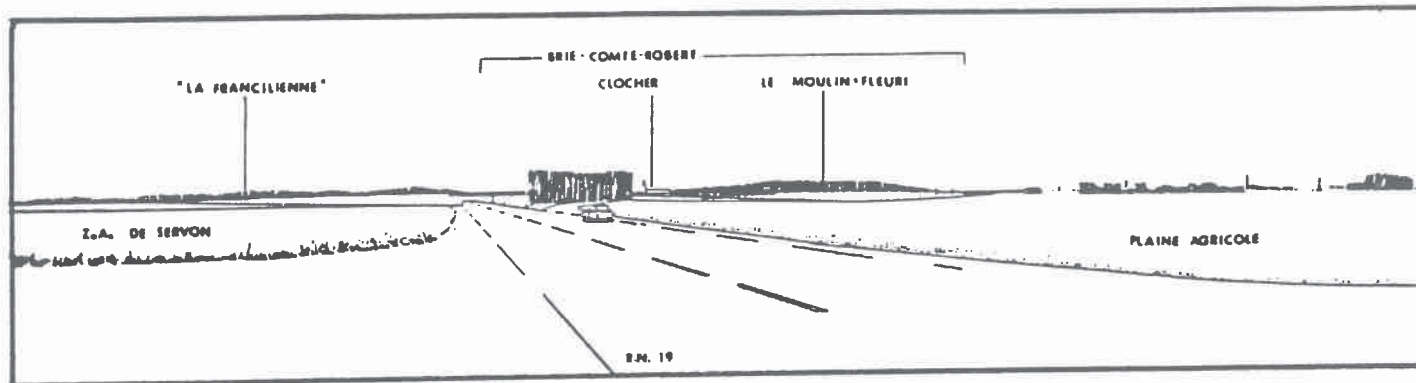 BRIE-COMTE-ROBERT
"LA FRANCILIENNE"
CLOCHER
LE MOULIN-FLEURI
Z.A. DE SERVON
PLAINE AGRICOLE
R.N. 19